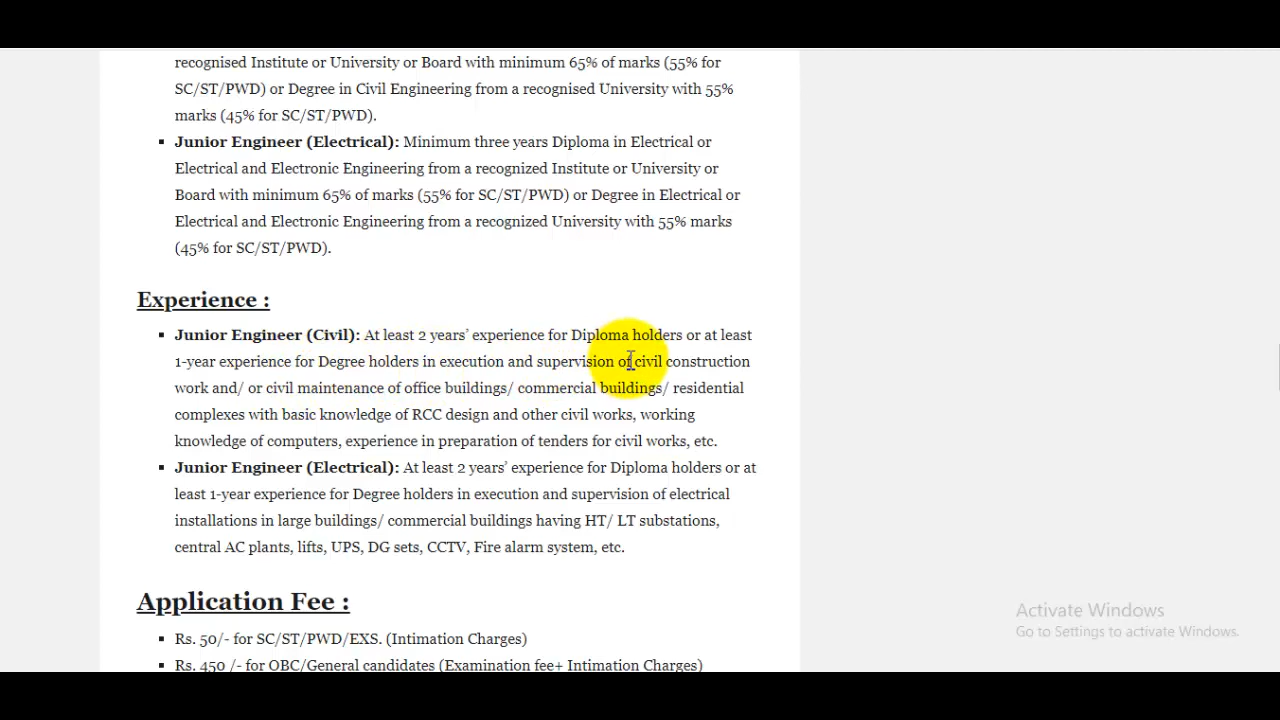 recognised Institute or University or Board with minimum 65% of marks (55% for
SC/ST/PWD) or Degree in Civil Engineering from a recognised University with 55%
marks (45% for SC/ST/PWD).
▪ Junior Engineer (Electrical): Minimum three years Diploma in Electrical or
Electrical and Electronic Engineering from a recognized Institute or University or
Board with minimum 65% of marks (55% for SC/ST/PWD) or Degree in Electrical or
Electrical and Electronic Engineering from a recognized University with 55% marks
(45% for SC/ST/PWD).
Experience :
▪ Junior Engineer (Civil): At least 2 years’ experience for Diploma holders or at least
1-year experience for Degree holders in execution and supervision of civil construction
work and/ or civil maintenance of office buildings/ commercial buildings/ residential
complexes with basic knowledge of RCC design and other civil works, working
knowledge of computers, experience in preparation of tenders for civil works, etc.
▪ Junior Engineer (Electrical): At least 2 years’ experience for Diploma holders or at
least 1-year experience for Degree holders in execution and supervision of electrical
installations in large buildings/ commercial buildings having HT/ LT substations,
central AC plants, lifts, UPS, DG sets, CCTV, Fire alarm system, etc.
Application Fee :
▪ Rs. 50/- for SC/ST/PWD/EXS. (Intimation Charges)
▪ Rs. 450 /- for OBC/General candidates (Examination fee+ Intimation Charges)
Activate Windows
Go to Settings to activate Windows.